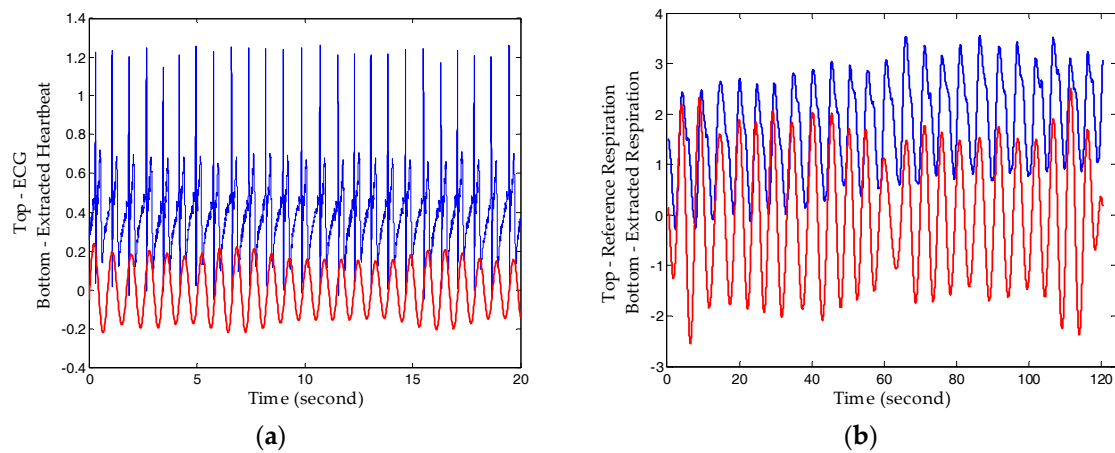 1.4
1.2
1
0.8
0.6
0.4
0.2
0
-0.2
-0.4
0 5 10 15 20
Top - ECG
Bottom - Extracted Heartbeat
Time (second)
(a)
4
3
2
1
0
-1
-2
-3
0 20 40 60 80 100 120
Top - Reference Respiration
Bottom - Extracted Respiration
Time (second)
(b)